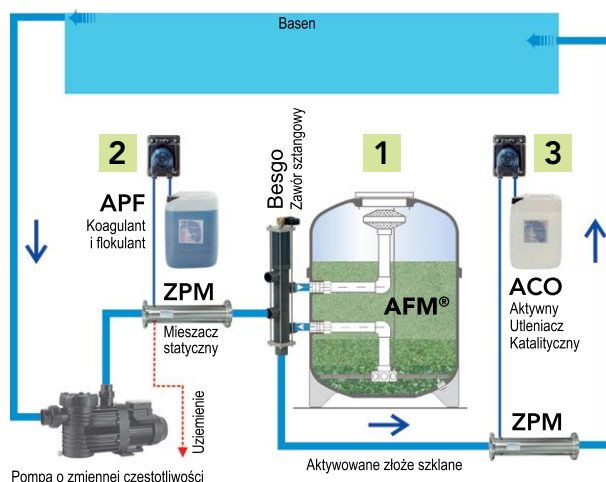 Basen
2
1
3
Besgo
Zawór sztangowy
APF
Koagulant
i flokulant
AFM®
ACO
Aktywny
Utleniacz
Katalityczny
ZPM
Mieszacz
statyczny
Uziemienie
ZPM
Aktywowane złoże szklane
Pompa o zmiennej częstotliwości